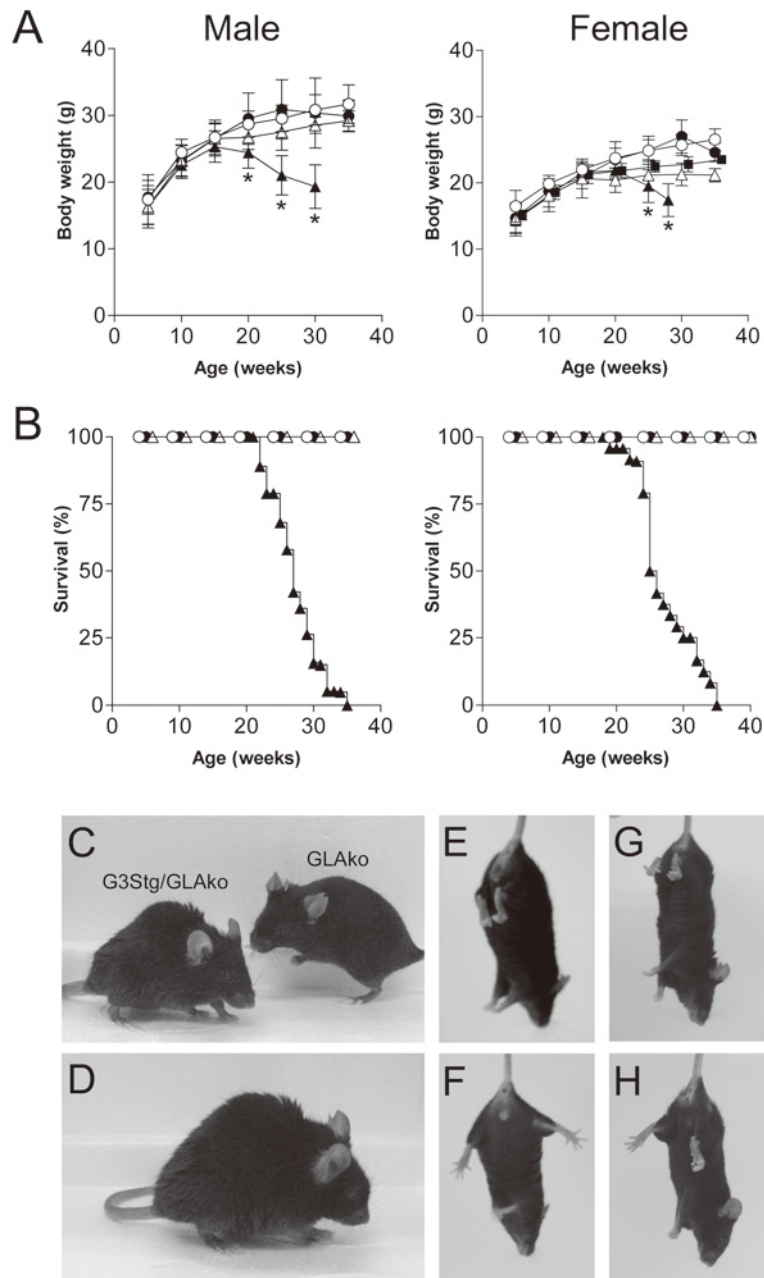 A
Male
Female
Body weight (g)
40
30
20
10
0
0 10 20 30 40
Age (weeks)
* * *
Body weight (g)
40
30
20
10
0
0 10 20 30 40
Age (weeks)
* *
B
Survival (%)
100
75
50
25
0
0 10 20 30 40
Age (weeks)
Survival (%)
100
75
50
25
0
0 10 20 30 40
Age (weeks)
C
G3Stg/GLAko
GLAko
E
G
D
F
H